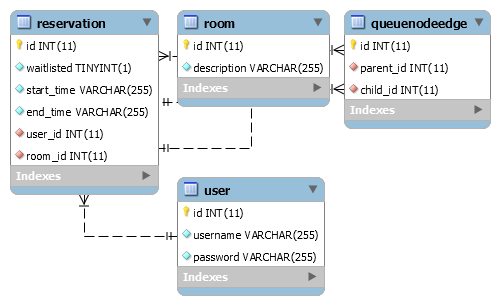 reservation
id INT(11)
waitlisted TINYINT(1)
start_time VARCHAR(255)
end_time VARCHAR(255)
user_id INT(11)
room_id INT(11)
Indexes
room
id INT(11)
description VARCHAR(255)
Indexes
queuenodeedge
id INT(11)
parent_id INT(11)
child_id INT(11)
Indexes
user
id INT(11)
username VARCHAR(255)
password VARCHAR(255)
Indexes